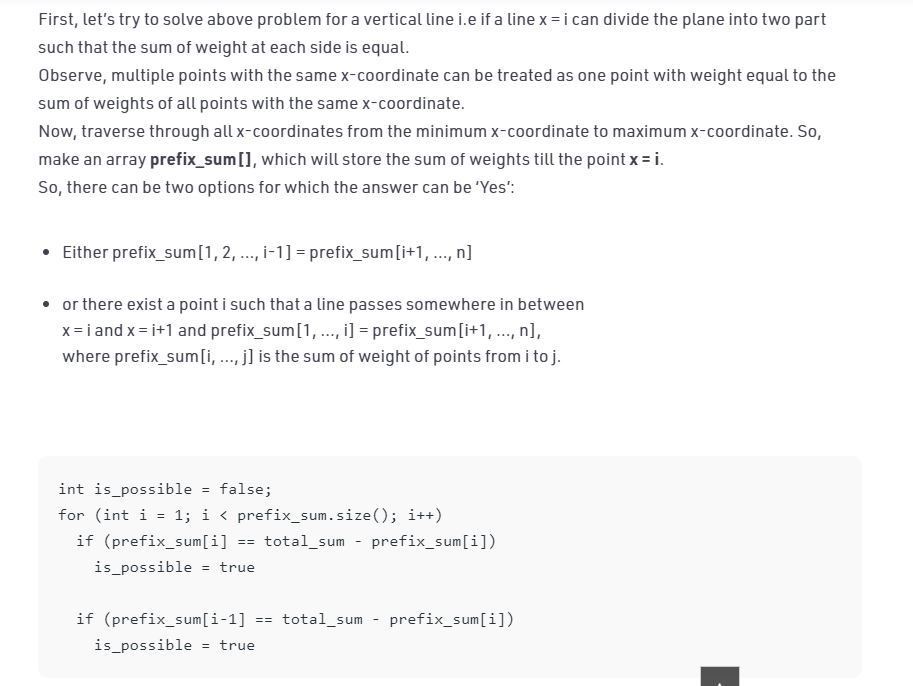 First, let’s try to solve above problem for a vertical line i.e if a line x = i can divide the plane into two part
such that the sum of weight at each side is equal.
Observe, multiple points with the same x-coordinate can be treated as one point with weight equal to the
sum of weights of all points with the same x-coordinate.
Now, traverse through all x-coordinates from the minimum x-coordinate to maximum x-coordinate. So,
make an array prefix_sum[], which will store the sum of weights till the point x = i.
So, there can be two options for which the answer can be ‘Yes’:
• Either prefix_sum[1, 2, …, i-1] = prefix_sum[i+1, …, n]
• or there exist a point i such that a line passes somewhere in between
x = i and x = i+1 and prefix_sum[1, …, i] = prefix_sum[i+1, …, n],
where prefix_sum[i, …, j] is the sum of weight of points from i to j.
int is_possible = false;
for (int i = 1; i < prefix_sum.size(); i++)
  if (prefix_sum[i] == total_sum - prefix_sum[i])
    is_possible = true
  if (prefix_sum[i-1] == total_sum - prefix_sum[i])
    is_possible = true